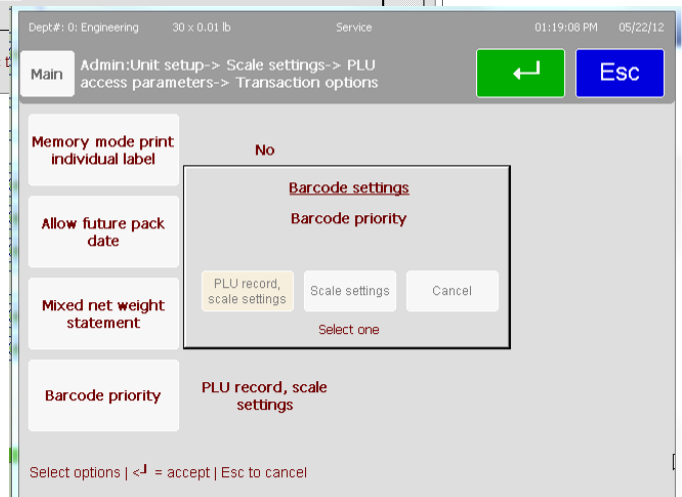 Dept#: 0: Engineering 30 x 0.01 lb Service 01:19:08 PM 05/22/12
Main
Admin:Unit setup-> Scale settings-> PLU
access parameters-> Transaction options
Esc
Memory mode print
individual label
No
Allow future pack
date
Mixed net weight
statement
Barcode priority
PLU record, scale
settings
Barcode settings
Barcode priority
PLU record,
scale settings
Scale settings
Cancel
Select one
Select options | <┘ = accept | Esc to cancel